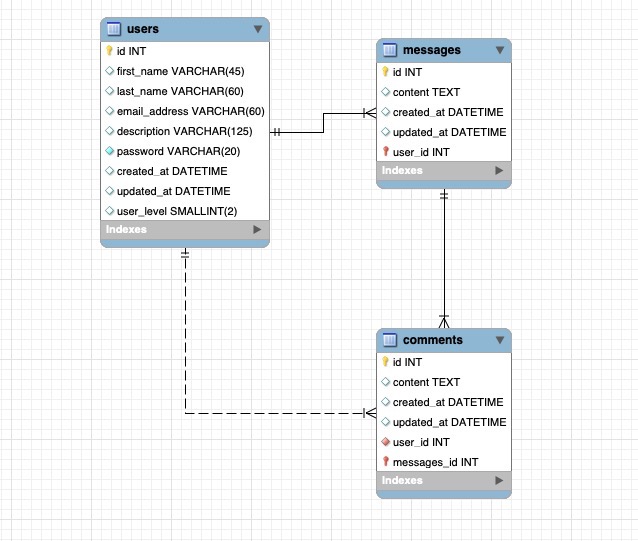 users
id INT
first_name VARCHAR(45)
last_name VARCHAR(60)
email_address VARCHAR(60)
description VARCHAR(125)
password VARCHAR(20)
created_at DATETIME
updated_at DATETIME
user_level SMALLINT(2)
Indexes
messages
id INT
content TEXT
created_at DATETIME
updated_at DATETIME
user_id INT
Indexes
comments
id INT
content TEXT
created_at DATETIME
updated_at DATETIME
user_id INT
messages_id INT
Indexes